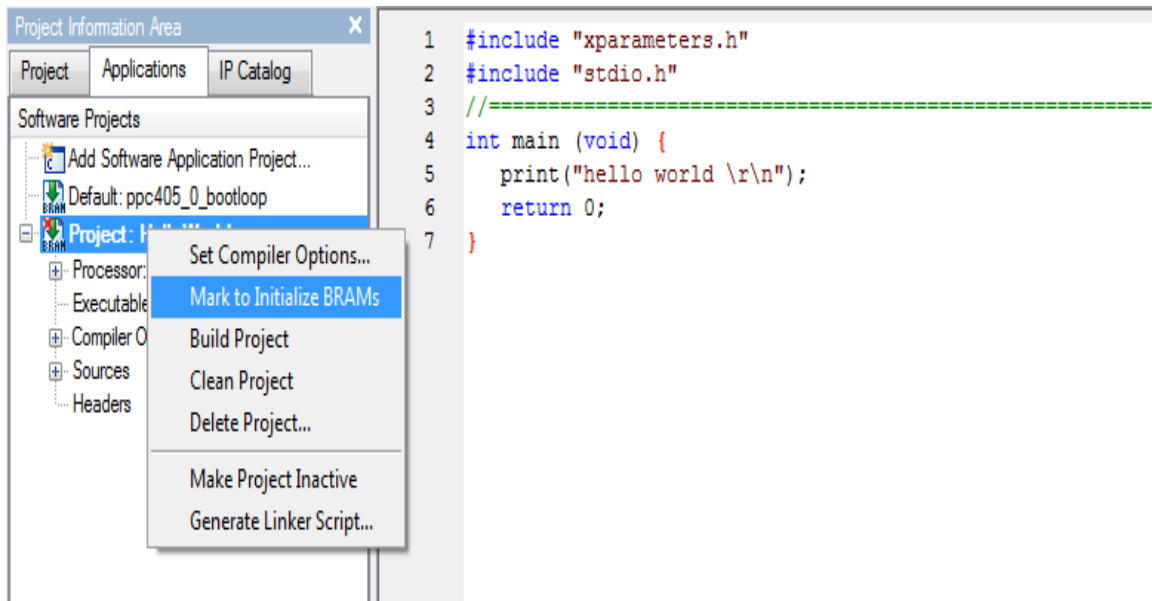 Project Information Area X
Project Applications IP Catalog
Software Projects
Add Software Application Project...
BRAM Default: ppc405_0_bootloop
BRAM Project:
Processor:
Executable
Compiler O
Sources
Headers
Set Compiler Options...
Mark to Initialize BRAMs
Build Project
Clean Project
Delete Project...
Make Project Inactive
Generate Linker Script...
1 #include "xparameters.h"
2 #include "stdio.h"
3 //==========================================================
4 int main (void) {
5 print("hello world \r\n");
6 return 0;
7 }